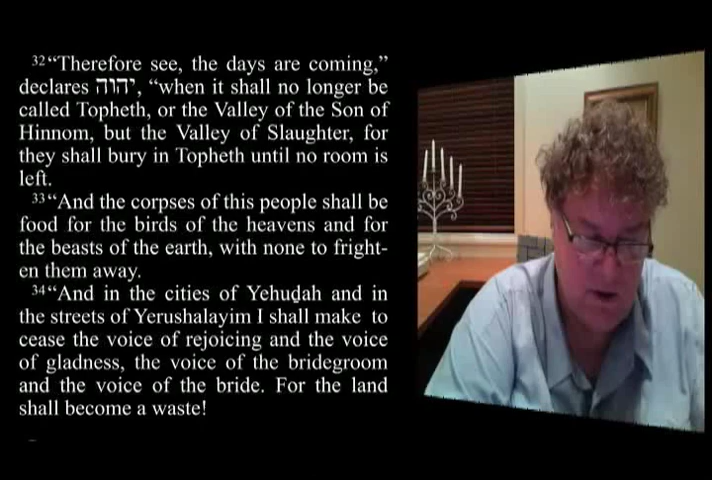 32“Therefore see, the days are coming,”
declares יהוה, “when it shall no longer be
called Topheth, or the Valley of the Son of
Hinnom, but the Valley of Slaughter, for
they shall bury in Topheth until no room is
left.
33“And the corpses of this people shall be
food for the birds of the heavens and for
the beasts of the earth, with none to fright-
en them away.
34“And in the cities of Yehuḏah and in
the streets of Yerushalayim I shall make to
cease the voice of rejoicing and the voice
of gladness, the voice of the bridegroom
and the voice of the bride. For the land
shall become a waste!